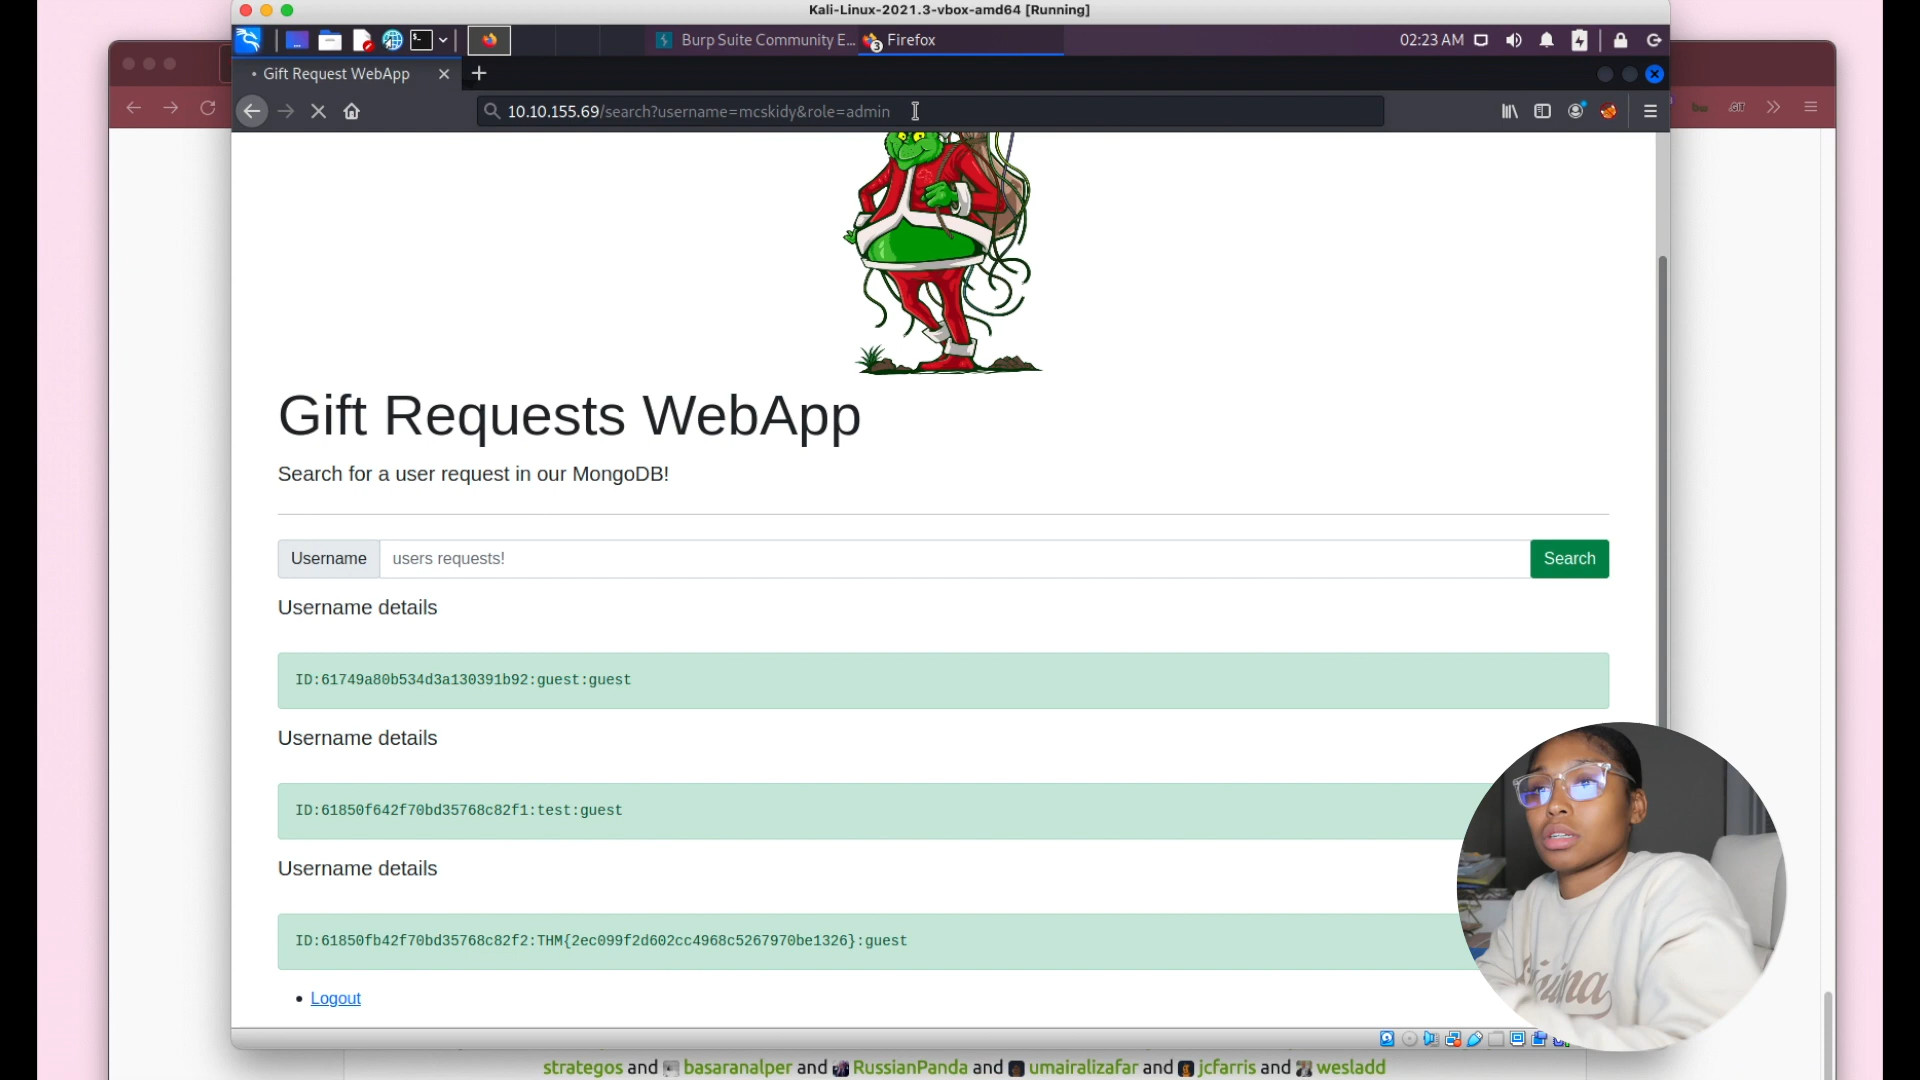 Kali-Linux-2021.3-vbox-amd64 [Running]
Burp Suite Community E...
3 Firefox
02:23 AM
Gift Request WebApp
10.10.155.69/search?username=mcskidy&role=admin
.GIT
Gift Requests WebApp
Search for a user request in our MongoDB!
Username users requests! Search
Username details
ID:61749a80b534d3a130391b92:guest:guest
Username details
ID:61850f642f70bd35768c82f1:test:guest
Username details
ID:61850fb42f70bd35768c82f2:THM{2ec099f2d602cc4968c5267970be1326}:guest
Logout
strategos and basaranalper and RussianPanda and umairalizafar and jcfarris and wesladd